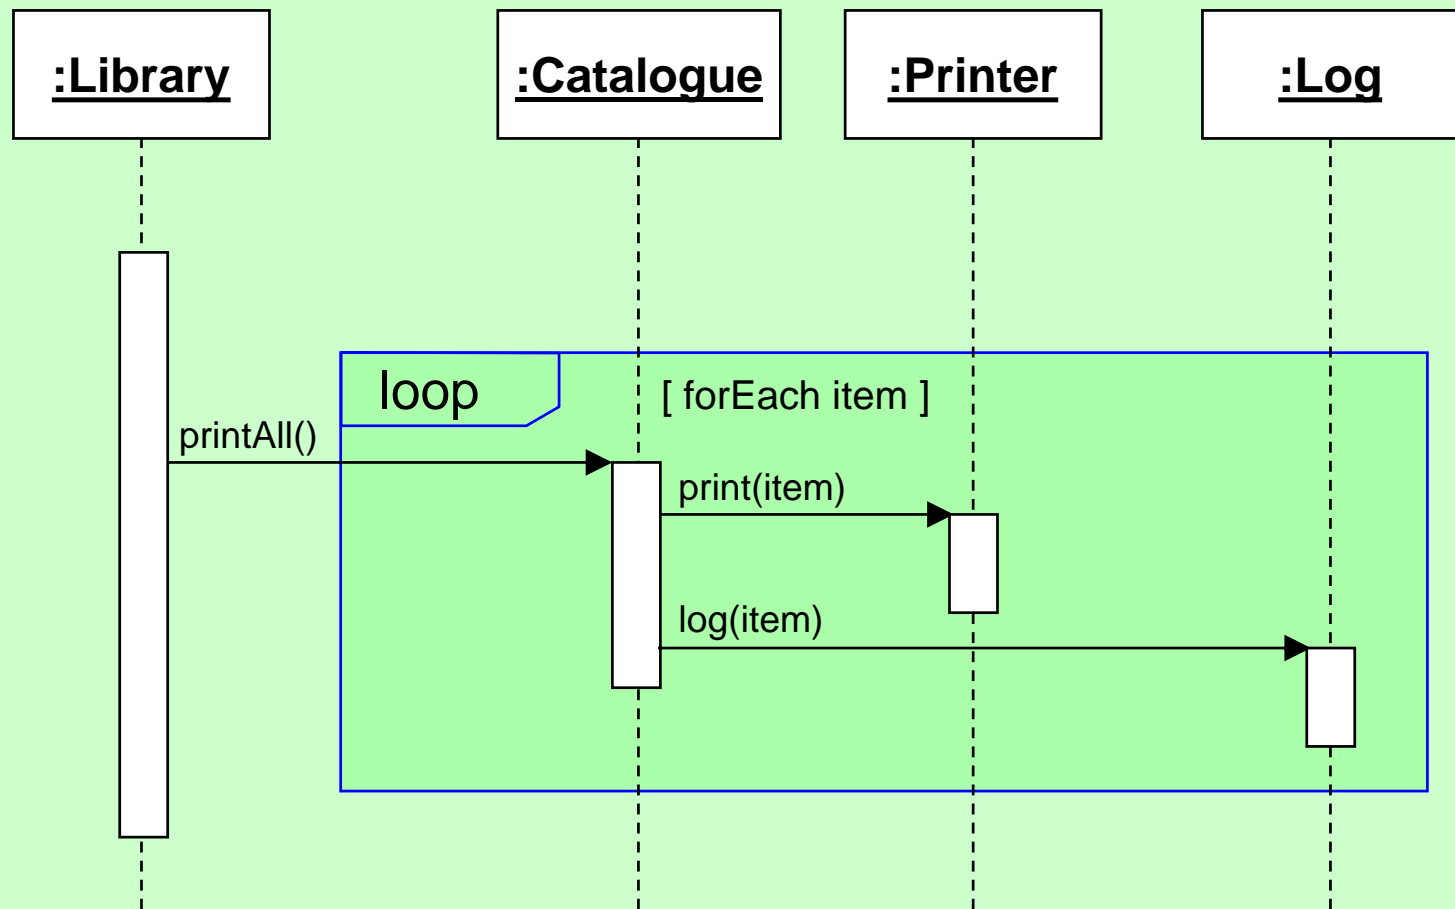 :Library
:Catalogue
:Printer
:Log
loop
[ forEach item ]
printAll()
print(item)
log(item)